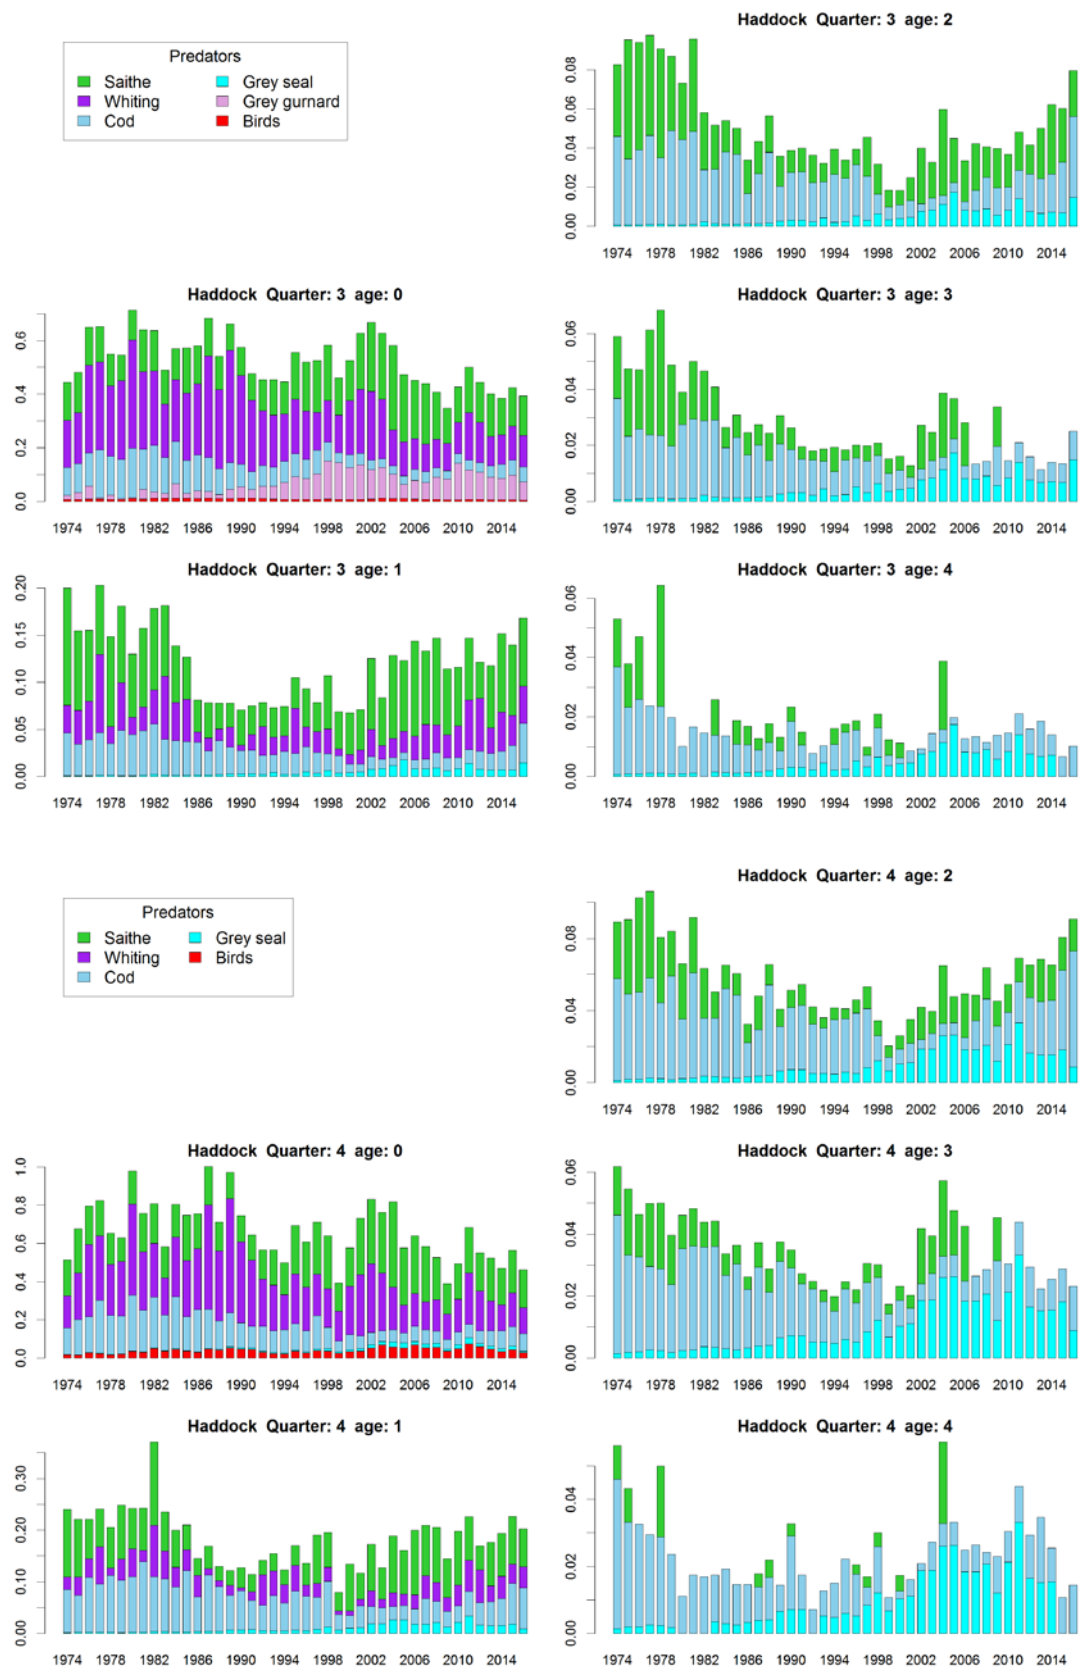 Predators
Saithe Grey seal
Whiting Grey gurnard
Cod Birds
Haddock Quarter: 3 age: 2
0.00 0.02 0.04 0.06 0.08
1974 1978 1982 1986 1990 1994 1998 2002 2006 2010 2014
Haddock Quarter: 3 age: 0
0.0 0.2 0.4 0.6
1974 1978 1982 1986 1990 1994 1998 2002 2006 2010 2014
Haddock Quarter: 3 age: 3
0.00 0.02 0.04 0.06
1974 1978 1982 1986 1990 1994 1998 2002 2006 2010 2014
Haddock Quarter: 3 age: 1
0.00 0.05 0.10 0.15 0.20
1974 1978 1982 1986 1990 1994 1998 2002 2006 2010 2014
Haddock Quarter: 3 age: 4
0.00 0.02 0.04 0.06
1974 1978 1982 1986 1990 1994 1998 2002 2006 2010 2014
Predators
Saithe Grey seal
Whiting Birds
Cod
Haddock Quarter: 4 age: 2
0.00 0.04 0.08
1974 1978 1982 1986 1990 1994 1998 2002 2006 2010 2014
Haddock Quarter: 4 age: 0
0.0 0.2 0.4 0.6 0.8 1.0
1974 1978 1982 1986 1990 1994 1998 2002 2006 2010 2014
Haddock Quarter: 4 age: 3
0.00 0.02 0.04 0.06
1974 1978 1982 1986 1990 1994 1998 2002 2006 2010 2014
Haddock Quarter: 4 age: 1
0.00 0.10 0.20 0.30
1974 1978 1982 1986 1990 1994 1998 2002 2006 2010 2014
Haddock Quarter: 4 age: 4
0.00 0.02 0.04
1974 1978 1982 1986 1990 1994 1998 2002 2006 2010 2014